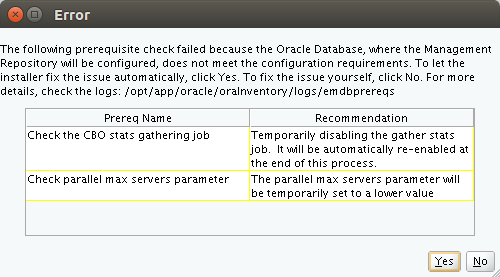 Error
The following prerequisite check failed because the Oracle Database, where the Management
Repository will be configured, does not meet the configuration requirements. To let the
installer fix the issue automatically, click Yes. To fix the issue yourself, click No. For more
details, check the logs: /opt/app/oracle/oraInventory/logs/emdbprereqs
Prereq Name Recommendation
Check the CBO stats gathering job Temporarily disabling the gather stats
job. It will be automatically re-enabled at
the end of this process.
Check parallel max servers parameter The parallel max servers parameter will
be temporarily set to a lower value
Yes No